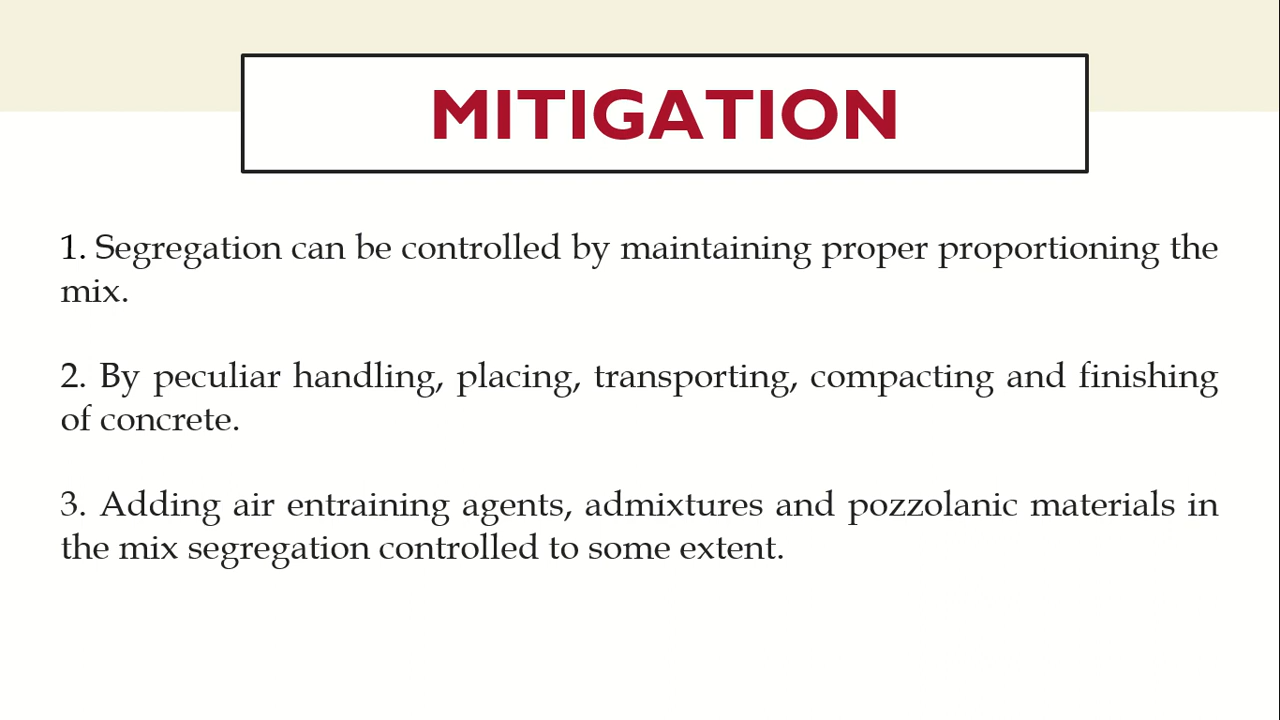 MITIGATION
1. Segregation can be controlled by maintaining proper proportioning the
mix.
2. By peculiar handling, placing, transporting, compacting and finishing
of concrete.
3. Adding air entraining agents, admixtures and pozzolanic materials in
the mix segregation controlled to some extent.